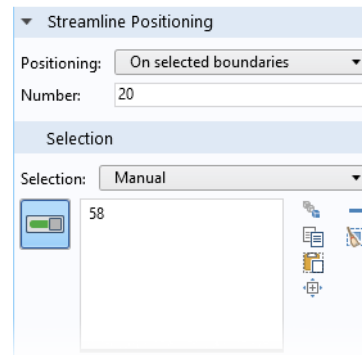 Streamline Positioning
Positioning: On selected boundaries
Number: 20
Selection
Selection: Manual
58